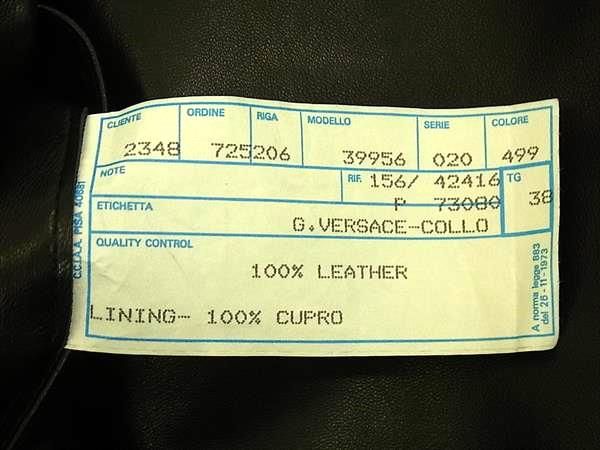 CLIENTE ORDINE RIGA MODELLO SERIE COLORE
2348 725206 39956 020 499
NOTE RIF. 156/ 42416 TG
P 73080 38
ETICHETTA
G.VERSACE-COLLO
QUALITY CONTROL
100% LEATHER
LINING- 100% CUPRO
C.C.I.A.A. PISA 40881
A norma legge 883
del 26-11-1973